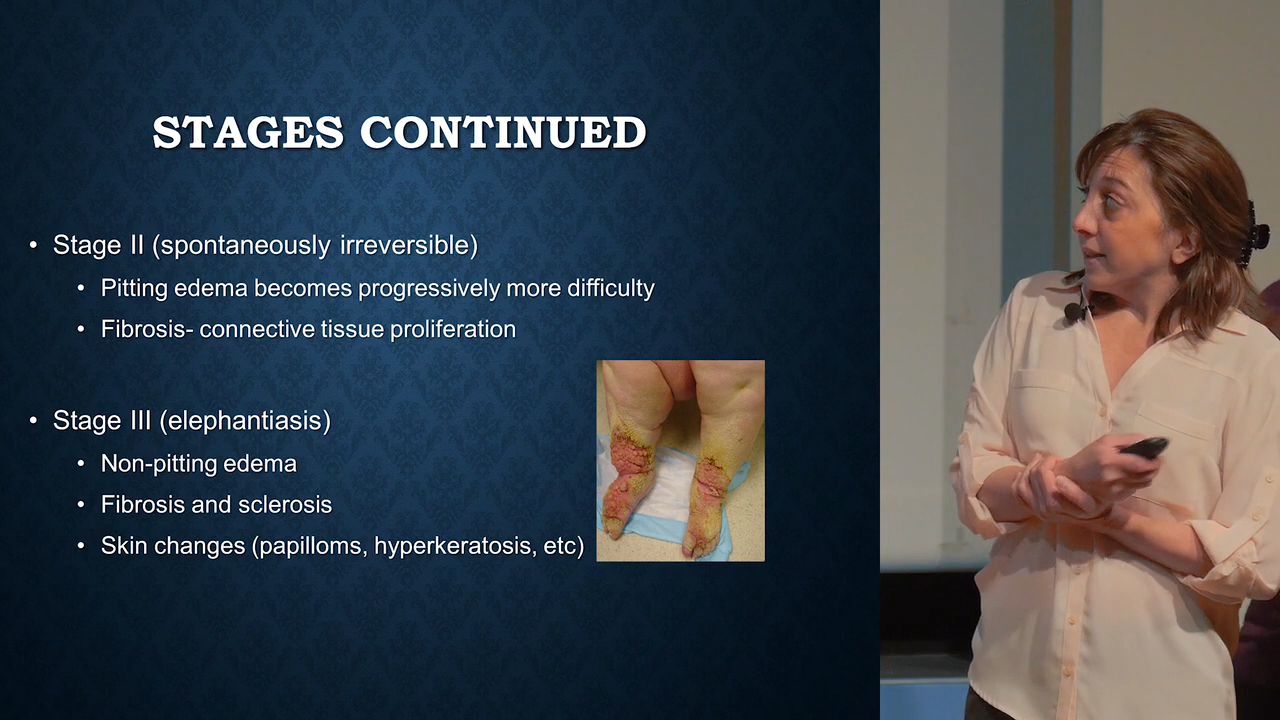 STAGES CONTINUED
• Stage II (spontaneously irreversible)
• Pitting edema becomes progressively more difficulty
• Fibrosis- connective tissue proliferation
• Stage III (elephantiasis)
• Non-pitting edema
• Fibrosis and sclerosis
• Skin changes (papilloms, hyperkeratosis, etc)